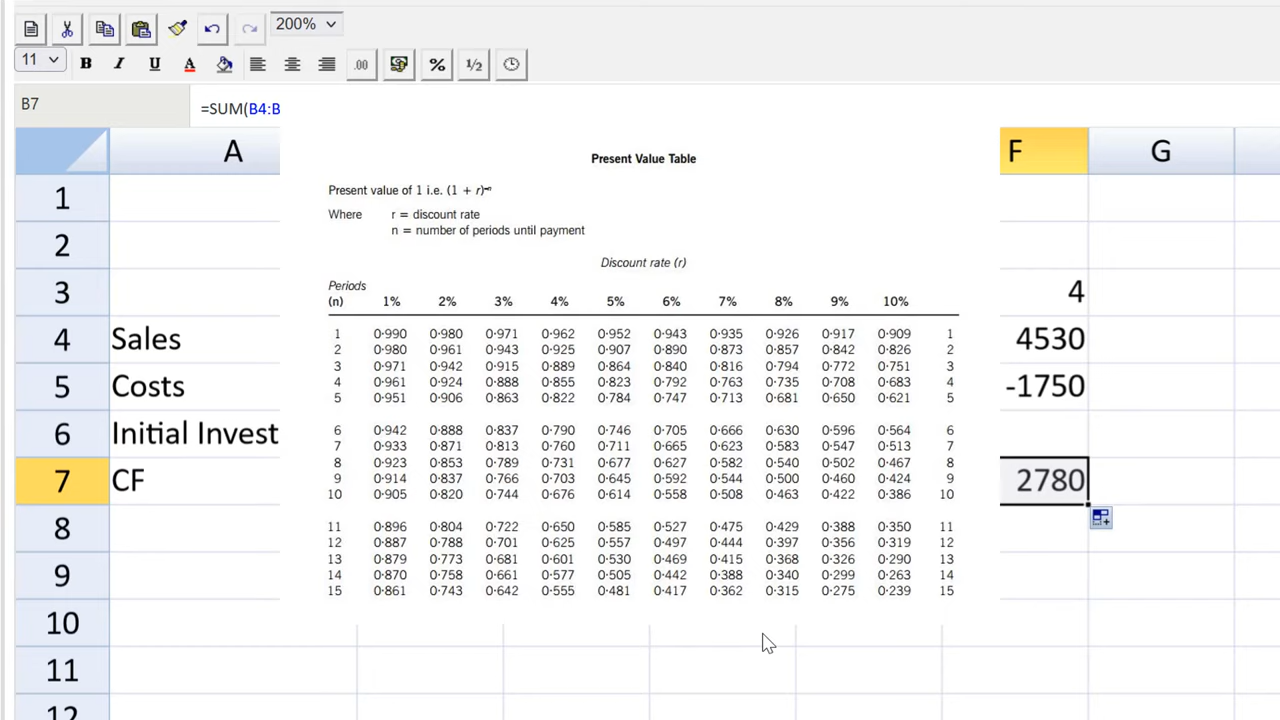 200%
11 B I U A .00 % ½
B7 =SUM(B4:B
A F G
1
2
3 4
4 Sales 4530
5 Costs -1750
6 Initial Invest
7 CF 2780
8
9
10
11
12
Present Value Table
Present value of 1 i.e. (1 + r)⁻ⁿ
Where r = discount rate
n = number of periods until payment
Discount rate (r)
Periods
(n) 1% 2% 3% 4% 5% 6% 7% 8% 9% 10%
1 0·990 0·980 0·971 0·962 0·952 0·943 0·935 0·926 0·917 0·909 1
2 0·980 0·961 0·943 0·925 0·907 0·890 0·873 0·857 0·842 0·826 2
3 0·971 0·942 0·915 0·889 0·864 0·840 0·816 0·794 0·772 0·751 3
4 0·961 0·924 0·888 0·855 0·823 0·792 0·763 0·735 0·708 0·683 4
5 0·951 0·906 0·863 0·822 0·784 0·747 0·713 0·681 0·650 0·621 5
6 0·942 0·888 0·837 0·790 0·746 0·705 0·666 0·630 0·596 0·564 6
7 0·933 0·871 0·813 0·760 0·711 0·665 0·623 0·583 0·547 0·513 7
8 0·923 0·853 0·789 0·731 0·677 0·627 0·582 0·540 0·502 0·467 8
9 0·914 0·837 0·766 0·703 0·645 0·592 0·544 0·500 0·460 0·424 9
10 0·905 0·820 0·744 0·676 0·614 0·558 0·508 0·463 0·422 0·386 10
11 0·896 0·804 0·722 0·650 0·585 0·527 0·475 0·429 0·388 0·350 11
12 0·887 0·788 0·701 0·625 0·557 0·497 0·444 0·397 0·356 0·319 12
13 0·879 0·773 0·681 0·601 0·530 0·469 0·415 0·368 0·326 0·290 13
14 0·870 0·758 0·661 0·577 0·505 0·442 0·388 0·340 0·299 0·263 14
15 0·861 0·743 0·642 0·555 0·481 0·417 0·362 0·315 0·275 0·239 15